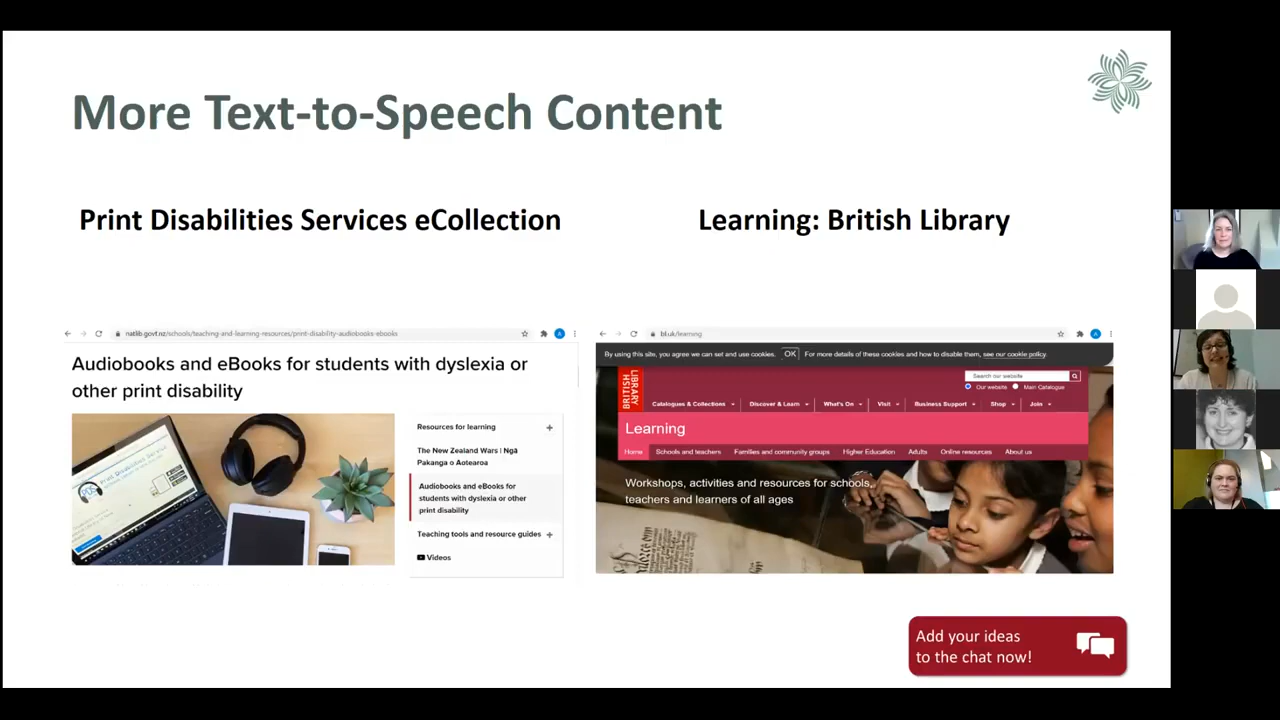 More Text-to-Speech Content
Print Disabilities Services eCollection
Learning: British Library
natlib.govt.nz/schools/teaching-and-learning-resources/print-disability-audiobooks-ebooks
Audiobooks and eBooks for students with dyslexia or
other print disability
Print Disabilities Service
Resources for learning
The New Zealand Wars | Ngā
Pakanga o Aotearoa
Audiobooks and eBooks for
students with dyslexia or other
print disability
Teaching tools and resource guides
Videos
bl.uk/learning
By using this site, you agree we can set and use cookies. OK For more details of these cookies and how to disable them, see our cookie policy.
BRITISH
LIBRARY
Search our website
Our website Main Catalogue
Catalogues & Collections Discover & Learn What's On Visit Business Support Shop Join
Learning
Home Schools and teachers Families and community groups Higher Education Adults Online resources About us
Workshops, activities and resources for schools,
teachers and learners of all ages
Add your ideas
to the chat now!